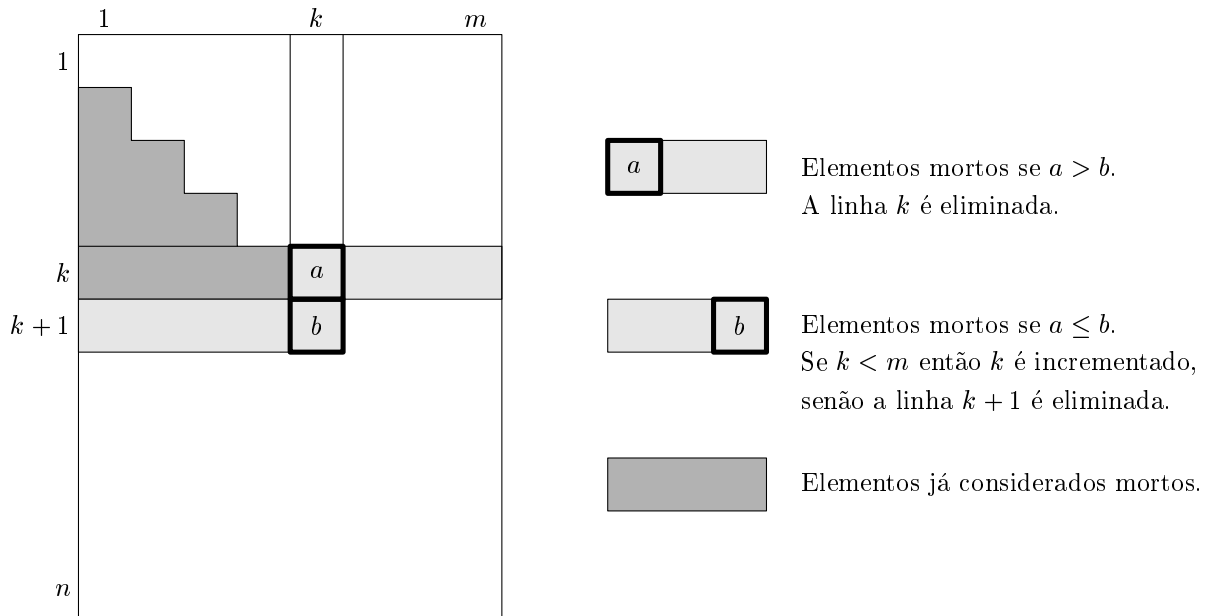 1 k m
1
k a
k + 1 b
n
a Elementos mortos se a > b.
A linha k é eliminada.
b Elementos mortos se a ≤ b.
Se k < m então k é incrementado,
senão a linha k + 1 é eliminada.
Elementos já considerados mortos.